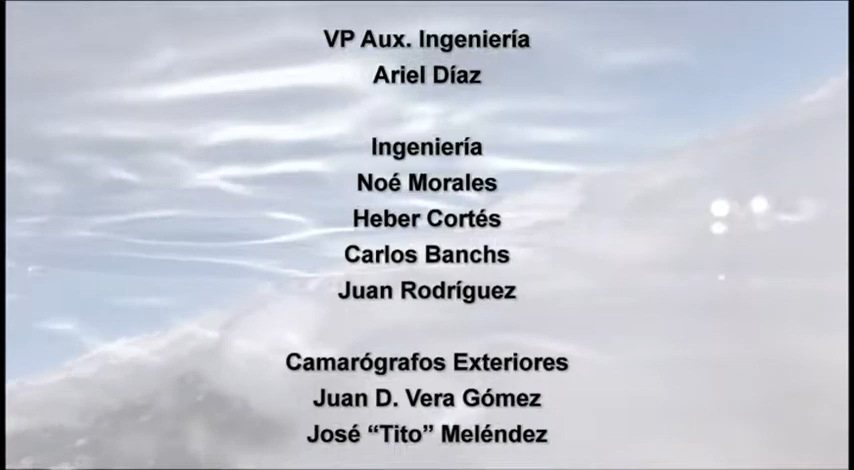 VP Aux. Ingeniería
Ariel Díaz
Ingeniería
Noé Morales
Heber Cortés
Carlos Banchs
Juan Rodríguez
Camarógrafos Exteriores
Juan D. Vera Gómez
José “Tito” Meléndez